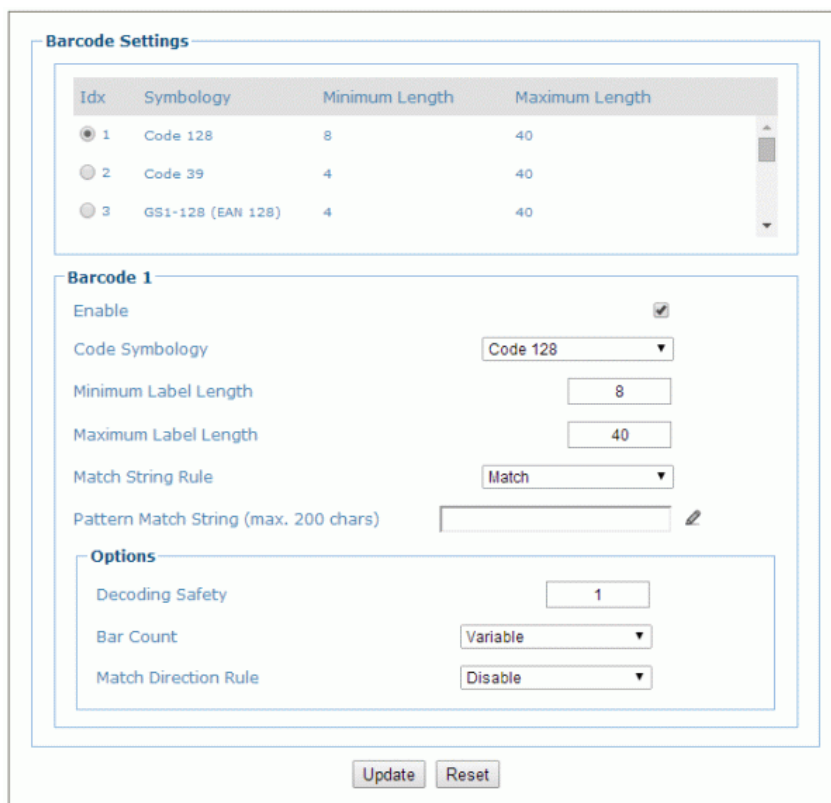 Barcode Settings
Idx Symbology Minimum Length Maximum Length
1 Code 128 8 40
2 Code 39 4 40
3 GS1-128 (EAN 128) 4 40
Barcode 1
Enable
Code Symbology Code 128
Minimum Label Length 8
Maximum Label Length 40
Match String Rule Match
Pattern Match String (max. 200 chars)
Options
Decoding Safety 1
Bar Count Variable
Match Direction Rule Disable
Update Reset